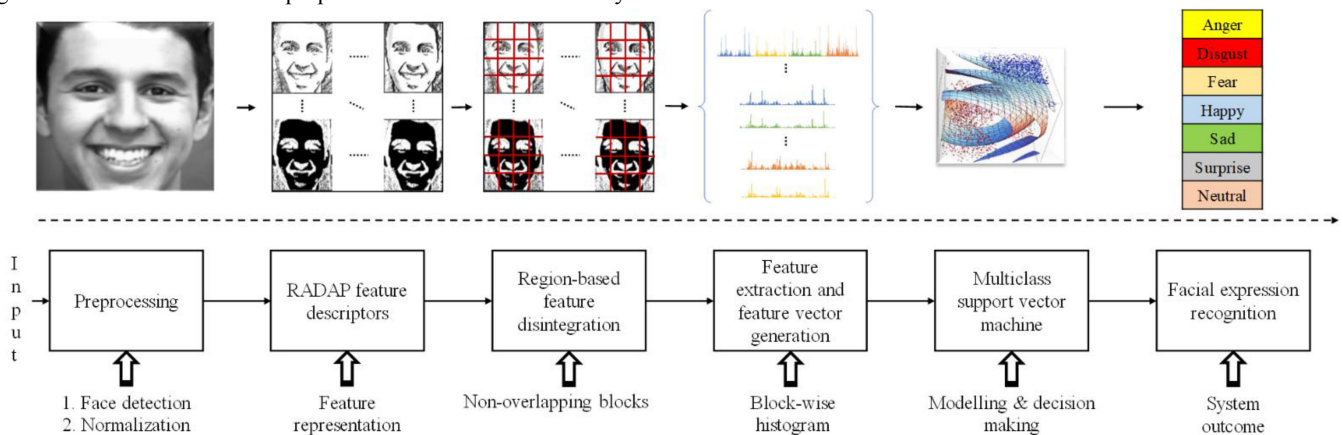 Anger
Disgust
Fear
Happy
Sad
Surprise
Neutral
Input
Preprocessing
RADAP feature
descriptors
Region-based
feature
disintegration
Feature
extraction and
feature vector
generation
Multiclass
support vector
machine
Facial expression
recognition
1. Face detection
2. Normalization
Feature
representation
Non-overlapping blocks
Block-wise
histogram
Modelling & decision
making
System
outcome